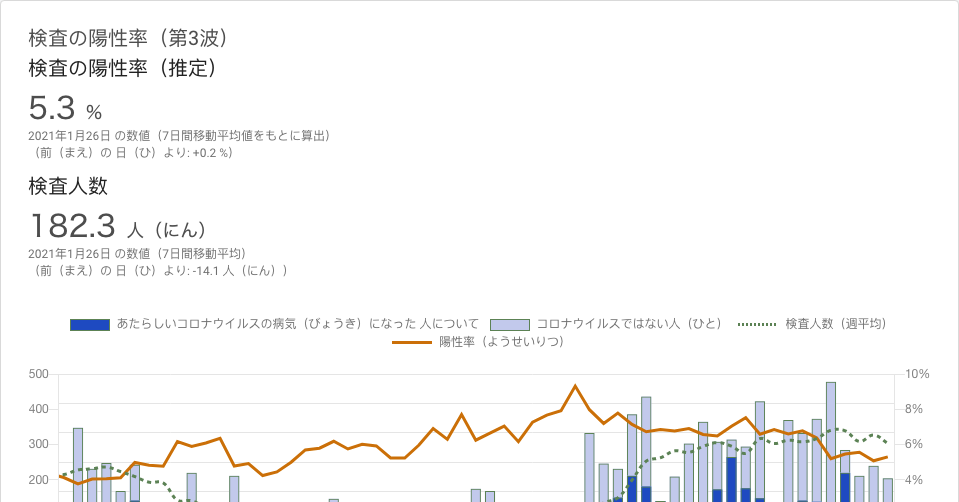 検査の陽性率（第3波）
検査の陽性率（推定）
5.3 %
2021年1月26日 の数値（7日間移動平均値をもとに算出）
（前（まえ）の 日（ひ）より: +0.2 %）
検査人数
182.3 人（にん）
2021年1月26日 の数値（7日間移動平均）
（前（まえ）の 日（ひ）より: -14.1 人（にん））
あたらしいコロナウイルスの病気（びょうき）になった 人について コロナウイルスではない人（ひと） 検査人数（週平均）
陽性率（ようせいりつ）
500 10%
400 8%
300 6%
200 4%